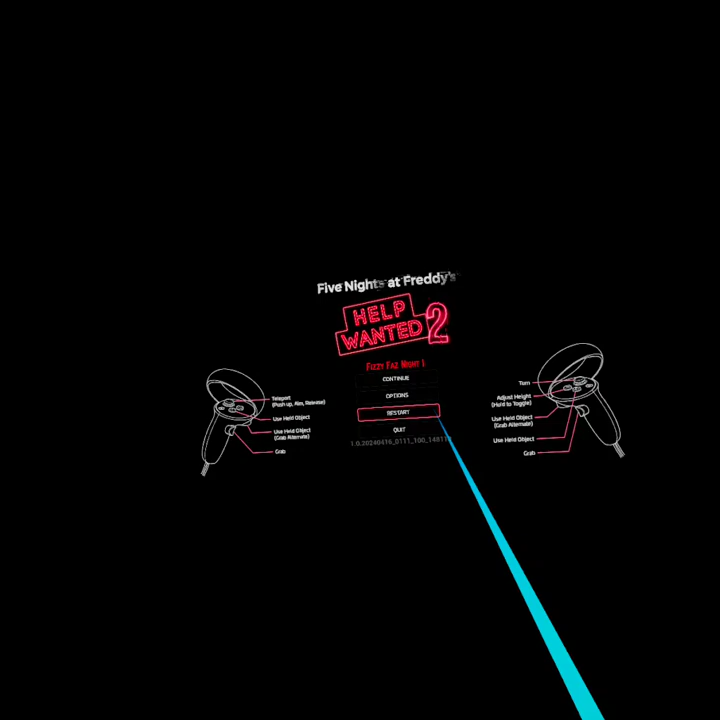 Five Nights at Freddy's
HELP
WANTED 2
Fizzy Faz Night 1
CONTINUE
OPTIONS
RESTART
QUIT
Teleport
(Push up, Aim, Release)
Use Held Object
Use Held Object
(Grab Alternate)
Grab
Turn
Adjust Height
(Hold to Toggle)
Use Held Object
(Grab Alternate)
Use Held Object
Grab